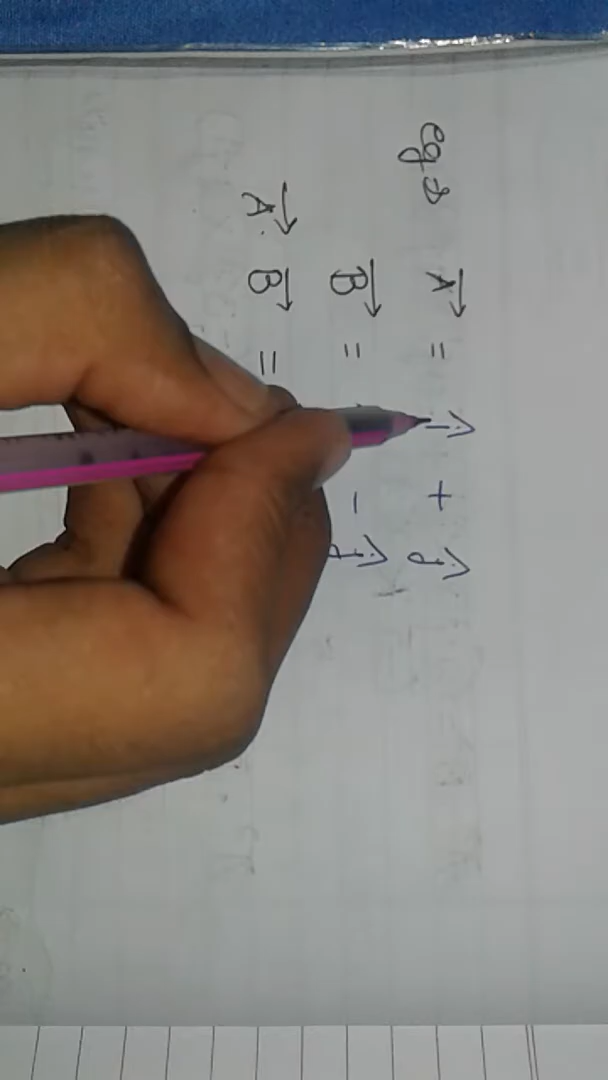 eg:
A⃗ = î + ĵ
B⃗ = - ĵ
A⃗ · B⃗ =